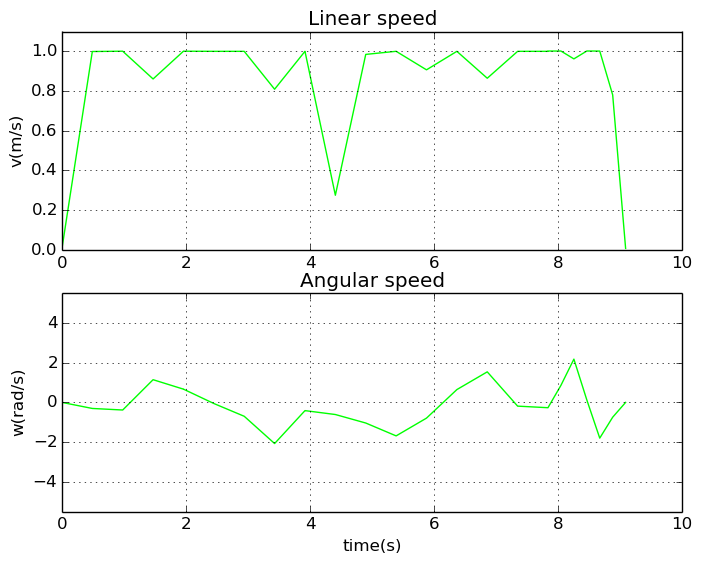 Linear speed
v(m/s)
1.0
0.8
0.6
0.4
0.2
0.0
0 2 4 6 8 10
Angular speed
w(rad/s)
4
2
0
−2
−4
0 2 4 6 8 10
time(s)